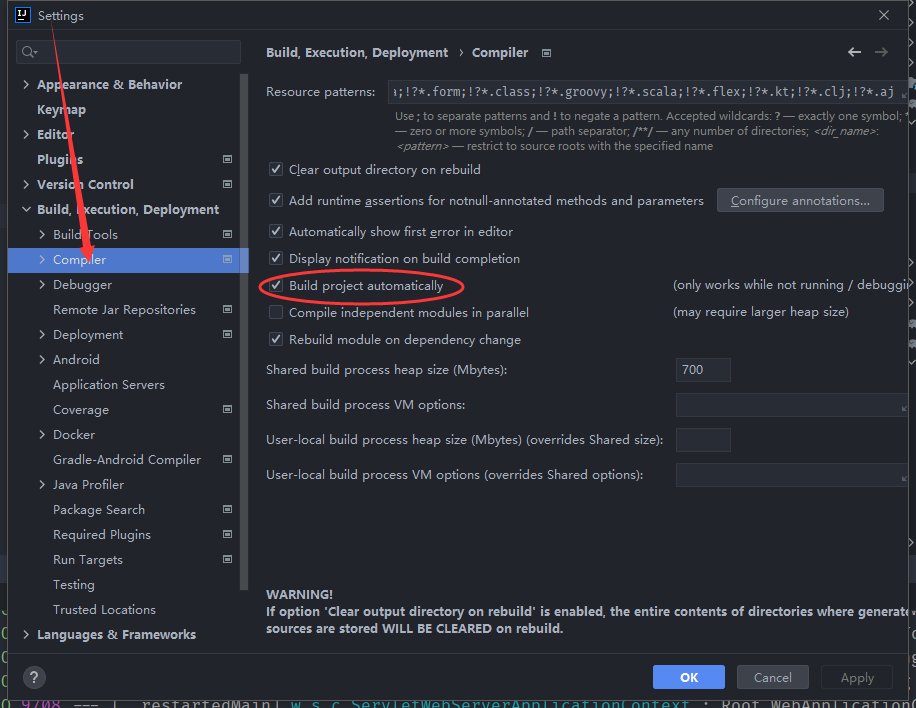 Settings
Appearance & Behavior
Keymap
Editor
Plugins
Version Control
Build, Execution, Deployment
Build Tools
Compiler
Debugger
Remote Jar Repositories
Deployment
Android
Application Servers
Coverage
Docker
Gradle-Android Compiler
Java Profiler
Package Search
Required Plugins
Run Targets
Testing
Trusted Locations
Languages & Frameworks
Build, Execution, Deployment › Compiler
Resource patterns: ;!?*.form;!?*.class;!?*.groovy;!?*.scala;!?*.flex;!?*.kt;!?*.clj;!?*.aj
Use ; to separate patterns and ! to negate a pattern. Accepted wildcards: ? — exactly one symbol; *
— zero or more symbols; / — path separator; /**/ — any number of directories; <dir_name>:
<pattern> — restrict to source roots with the specified name
Clear output directory on rebuild
Add runtime assertions for notnull-annotated methods and parameters Configure annotations...
Automatically show first error in editor
Display notification on build completion
Build project automatically (only works while not running / debuggi
Compile independent modules in parallel (may require larger heap size)
Rebuild module on dependency change
Shared build process heap size (Mbytes): 700
Shared build process VM options:
User-local build process heap size (Mbytes) (overrides Shared size):
User-local build process VM options (overrides Shared options):
WARNING!
If option 'Clear output directory on rebuild' is enabled, the entire contents of directories where generate
sources are stored WILL BE CLEARED on rebuild.
? OK Cancel Apply
9708 --- [ restartedMain] w.s.c.ServletWebServerApplicationContext : Root WebApplication